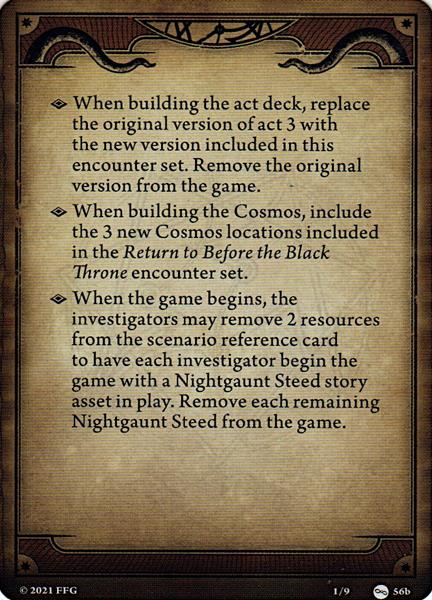 When building the act deck, replace
the original version of act 3 with
the new version included in this
encounter set. Remove the original
version from the game.
When building the Cosmos, include
the 3 new Cosmos locations included
in the Return to Before the Black
Throne encounter set.
When the game begins, the
investigators may remove 2 resources
from the scenario reference card
to have each investigator begin the
game with a Nightgaunt Steed story
asset in play. Remove each remaining
Nightgaunt Steed from the game.
© 2021 FFG
1/9
56b